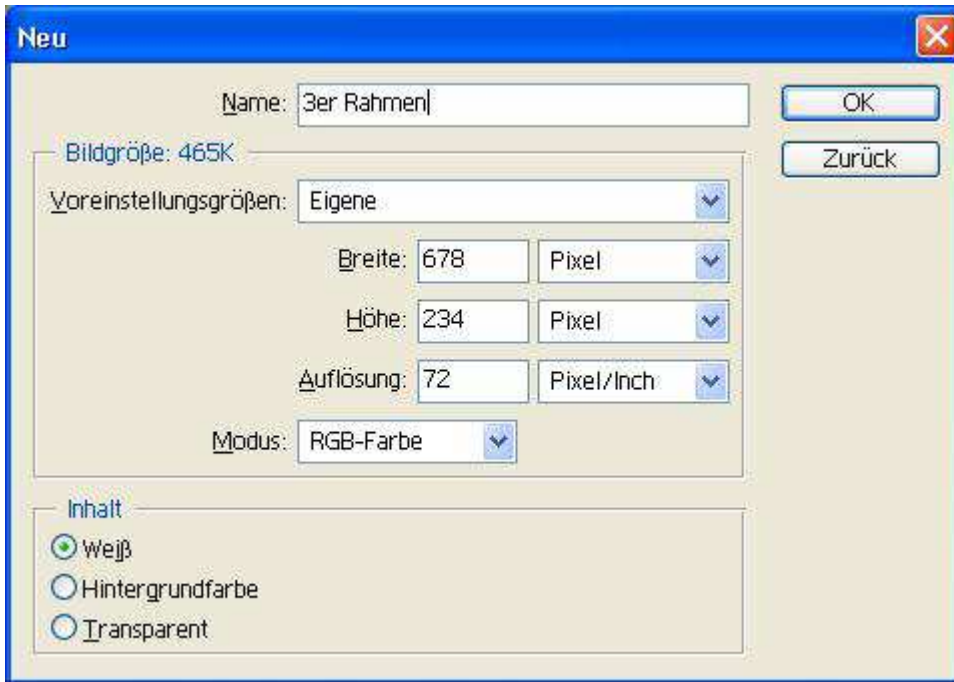 Neu
Name: 3er Rahmen OK
Bildgröße: 465K Zurück
Voreinstellungsgrößen: Eigene
Breite: 678 Pixel
Höhe: 234 Pixel
Auflösung: 72 Pixel/Inch
Modus: RGB-Farbe
Inhalt
Weiß
Hintergrundfarbe
Transparent